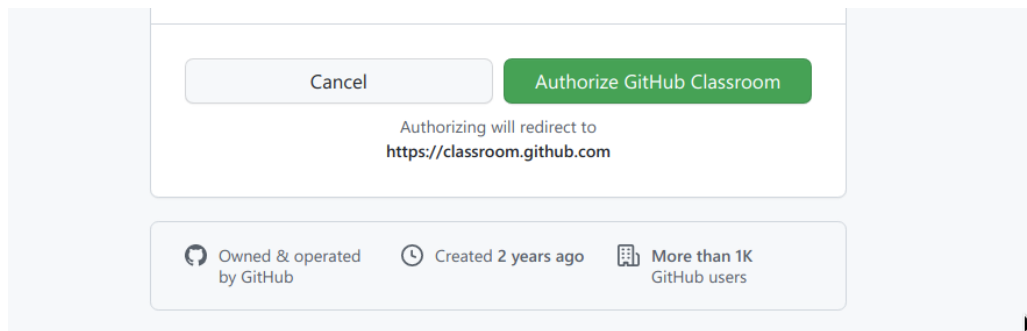 Cancel
Authorize GitHub Classroom
Authorizing will redirect to
https://classroom.github.com
Owned & operated
by GitHub
Created 2 years ago
More than 1K
GitHub users